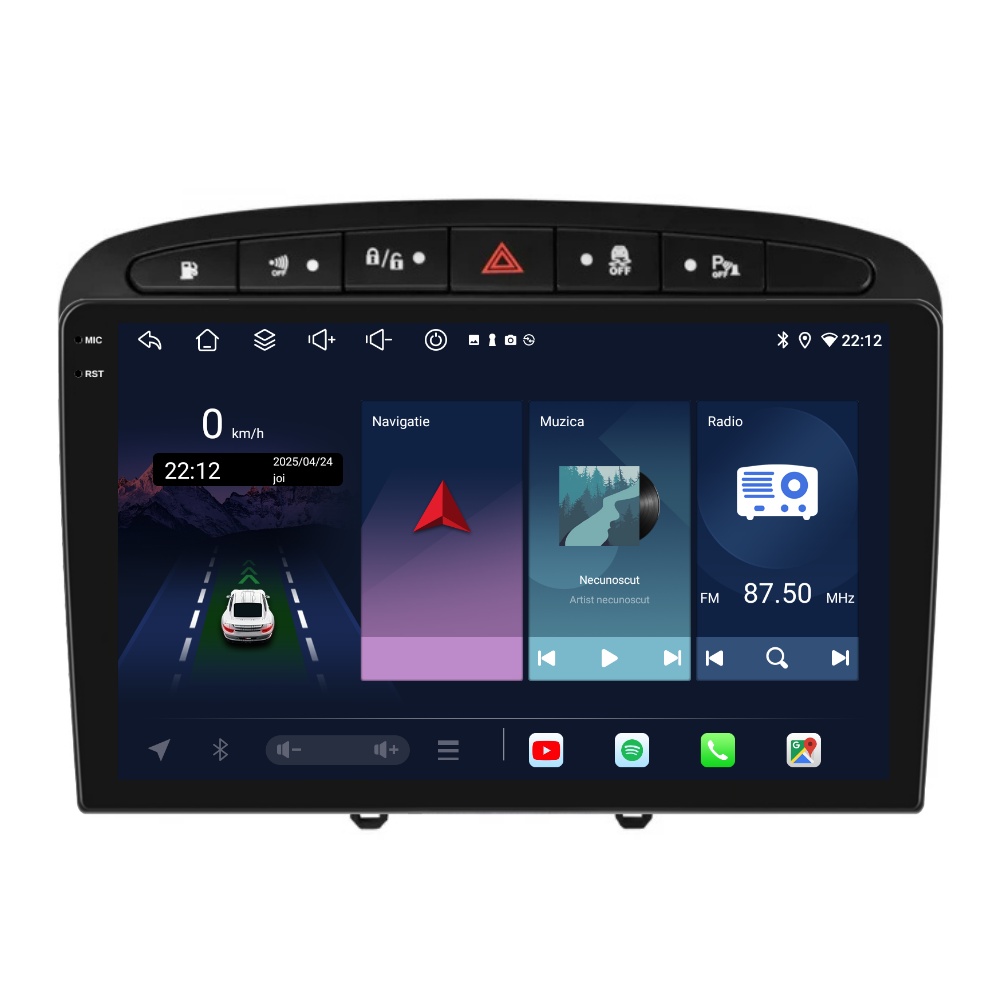 OFF
OFF
P
OFF
MIC
RST
22:12
0 km/h
22:12
2025/04/24
joi
Navigatie
Muzica
Radio
Necunoscut
Artist necunoscut
FM 87.50 MHz
G